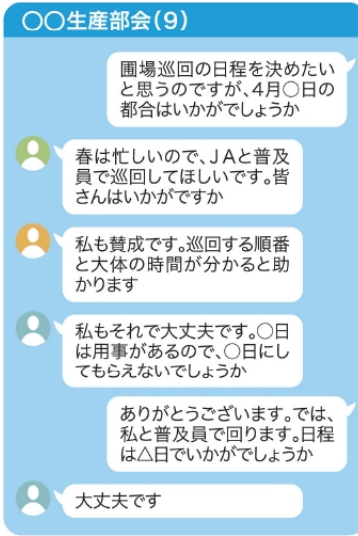 〇〇生産部会(9)
圃場巡回の日程を決めたい
と思うのですが、4月〇日の
都合はいかがでしょうか
春は忙しいので、JAと普及
員で巡回してほしいです。皆
さんはいかがですか
私も賛成です。巡回する順番
と大体の時間が分かると助
かります
私もそれで大丈夫です。〇日
は用事があるので、〇日にし
てもらえないでしょうか
ありがとうございます。では、
私と普及員で回ります。日程
は△日でいかがでしょうか
大丈夫です